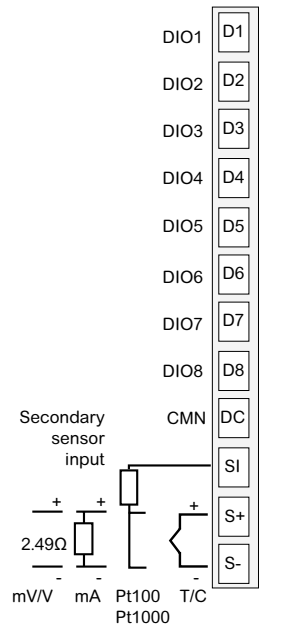 DIO1 D1
DIO2 D2
DIO3 D3
DIO4 D4
DIO5 D5
DIO6 D6
DIO7 D7
DIO8 D8
CMN DC
Secondary
sensor
input
SI
+ + + S+
2.49Ω
- - - S-
mV/V mA Pt100 T/C
Pt1000